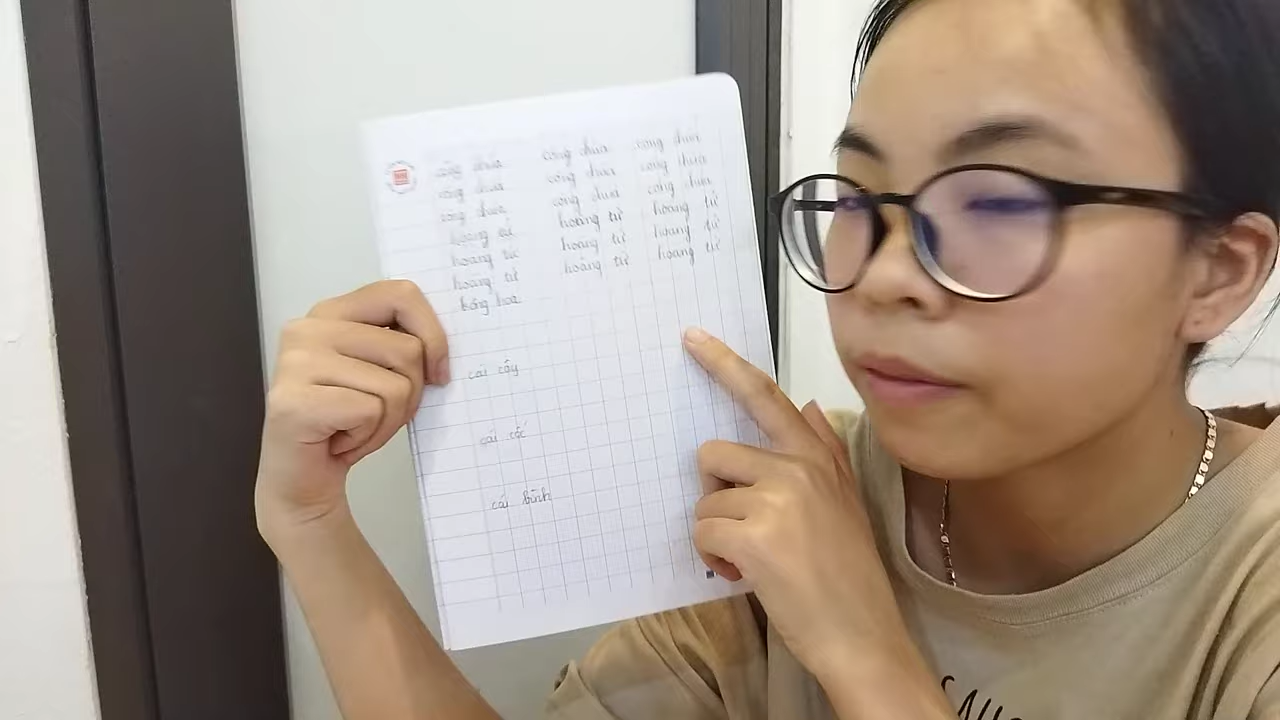 công chúa công chúa công chúa
công chúa công chúa công chúa
công chúa công chúa công chúa
hoàng tử hoàng tử hoàng tử
hoàng tử hoàng tử hoàng tử
hoàng tử hoàng tử hoàng tử
bông hoa
cái cây
cái cốc
cái bình